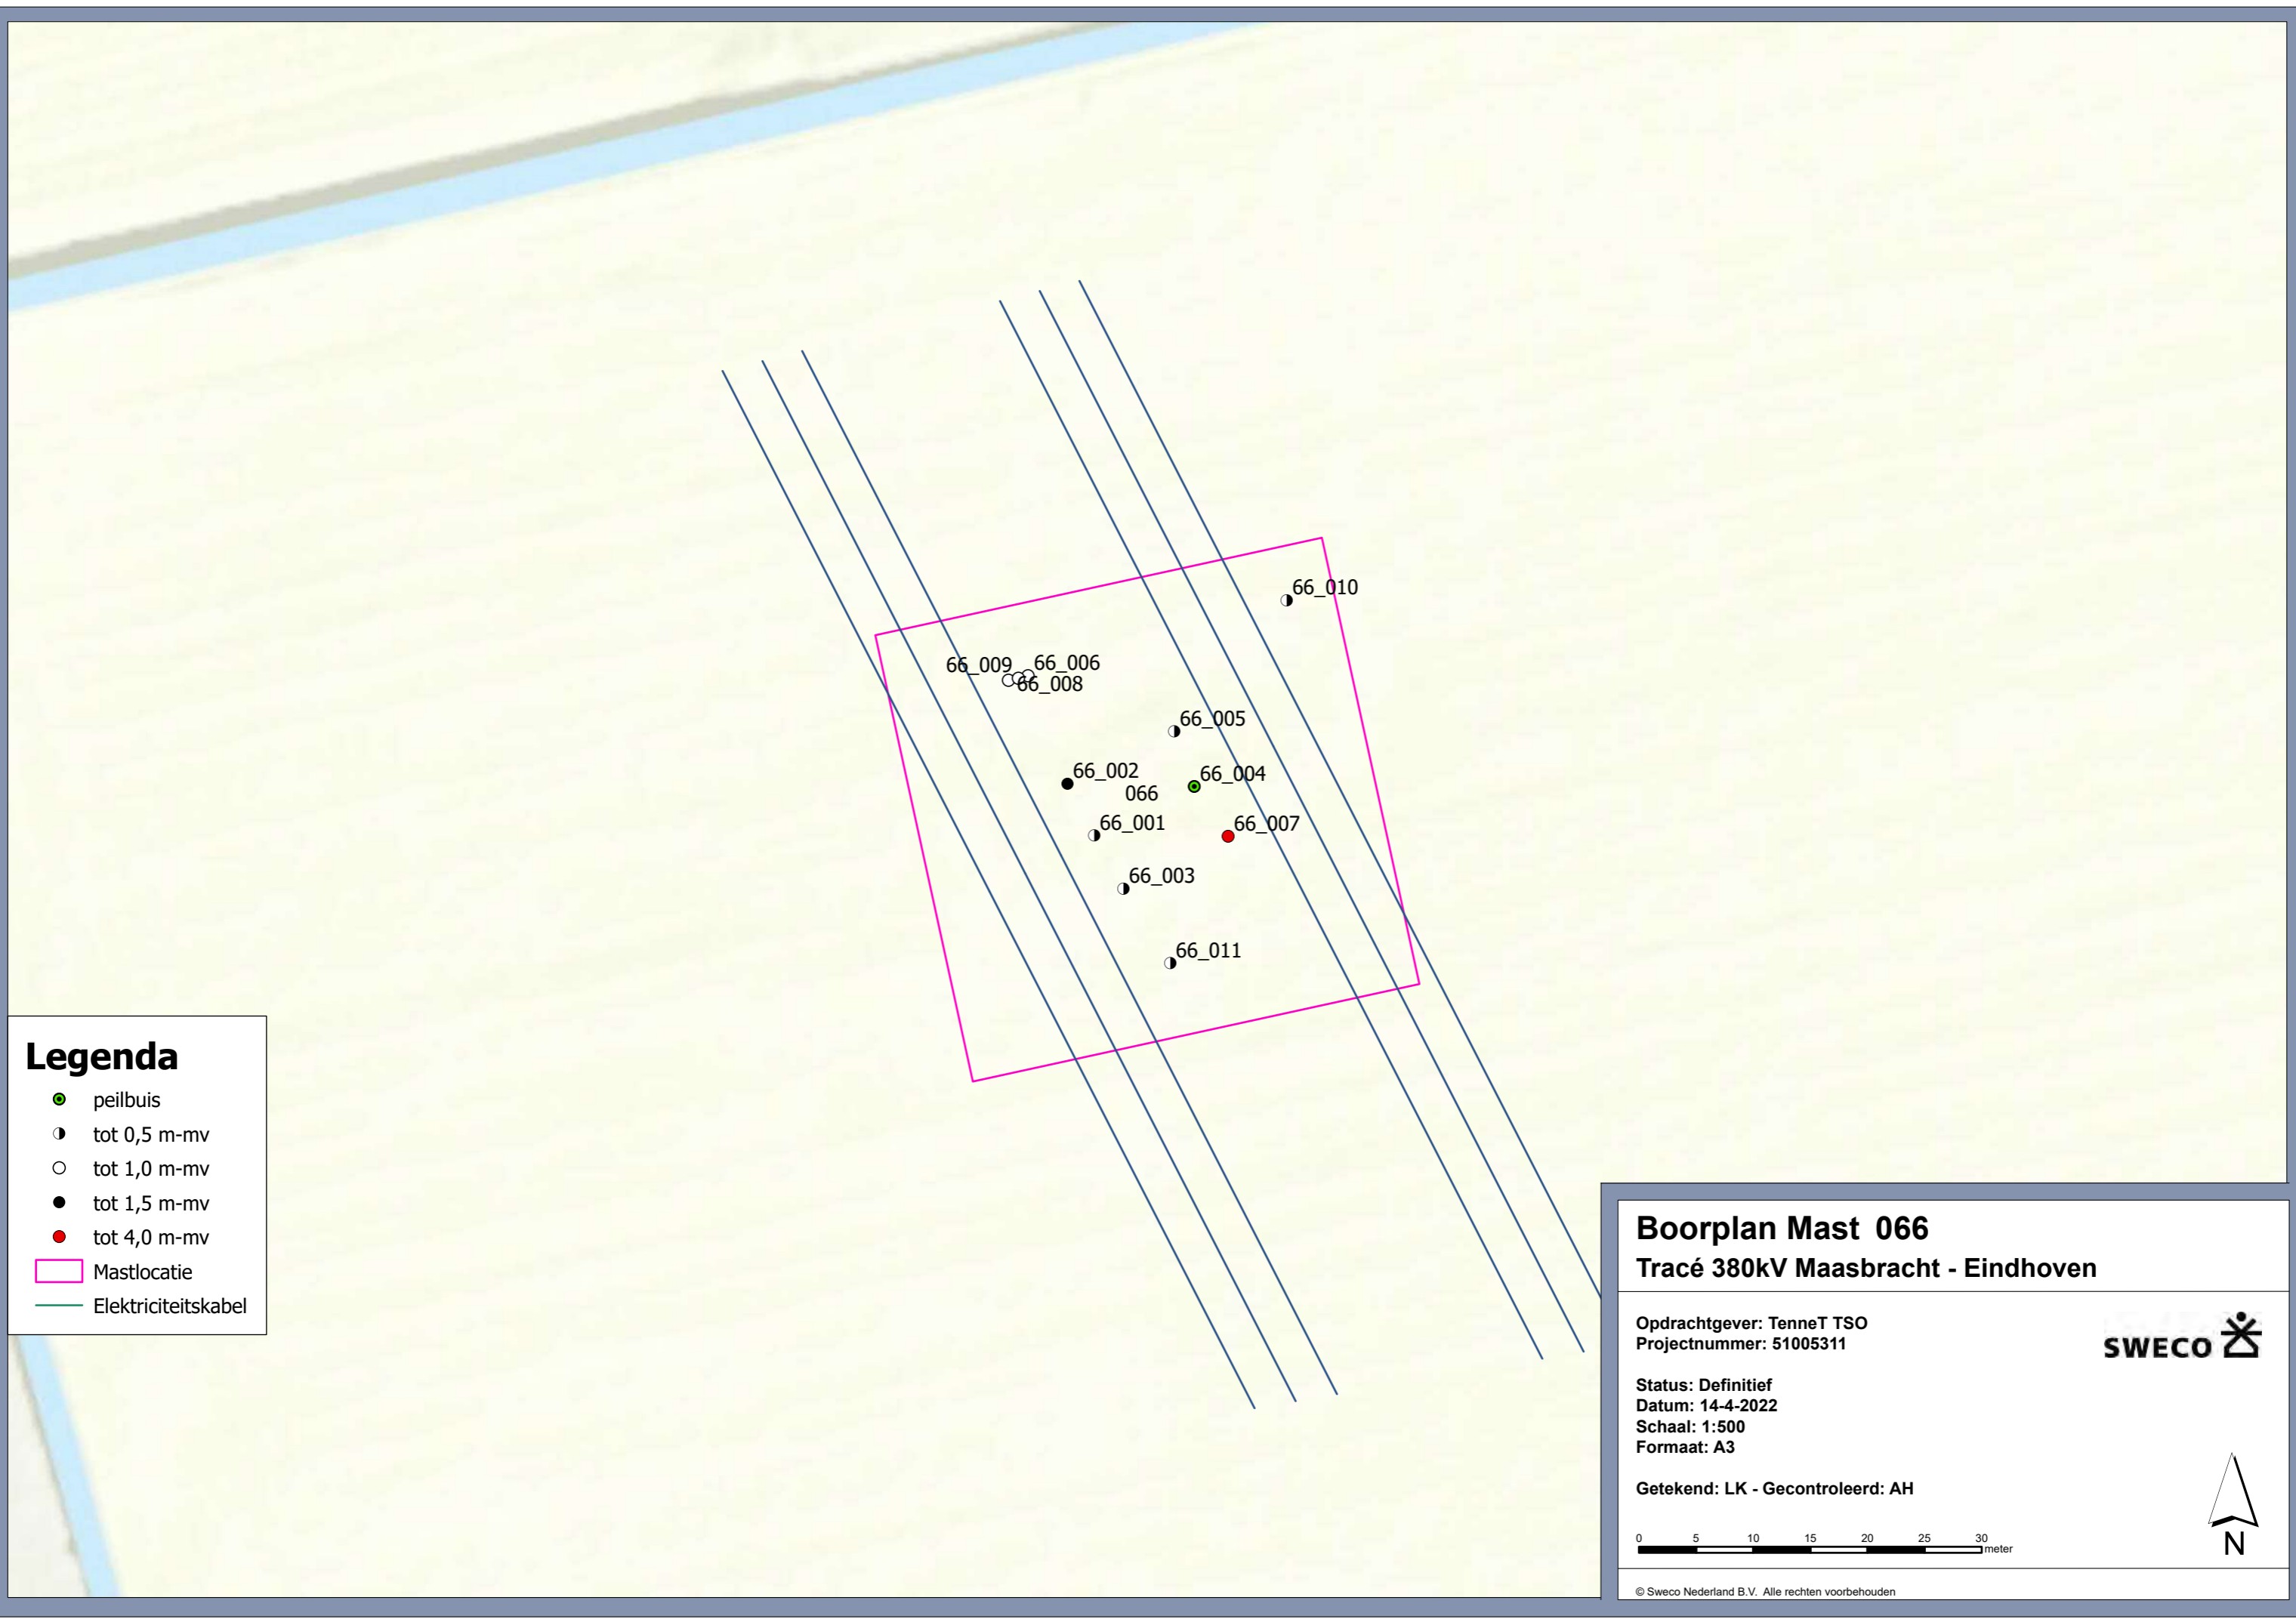 66_010
66_009
66_006
66_008
66_005
66_002
66_004
066
66_001
66_007
66_003
66_011
Legenda
peilbuis
tot 0,5 m-mv
tot 1,0 m-mv
tot 1,5 m-mv
tot 4,0 m-mv
Mastlocatie
Elektriciteitskabel
Boorplan Mast 066
Tracé 380kV Maasbracht - Eindhoven
Opdrachtgever: TenneT TSO
Projectnummer: 51005311
SWECO
Status: Definitief
Datum: 14-4-2022
Schaal: 1:500
Formaat: A3
Getekend: LK - Gecontroleerd: AH
0 5 10 15 20 25 30
meter
N
© Sweco Nederland B.V. Alle rechten voorbehouden